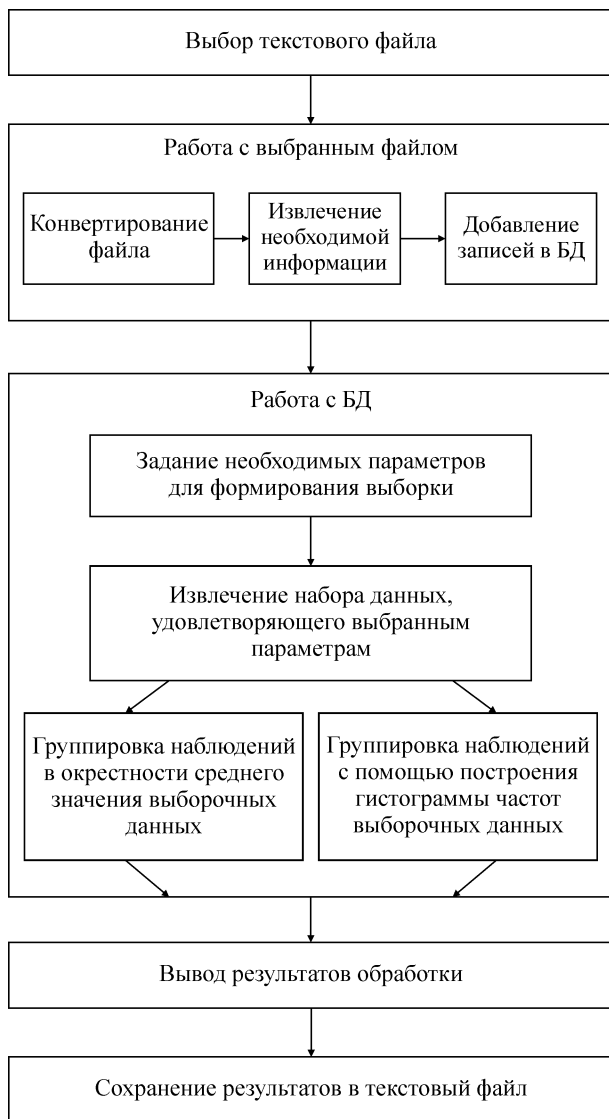 Выбор текстового файла
Работа с выбранным файлом
Конвертирование
файла
Извлечение
необходимой
информации
Добавление
записей в БД
Работа с БД
Задание необходимых параметров
для формирования выборки
Извлечение набора данных,
удовлетворяющего выбранным
параметрам
Группировка наблюдений
в окрестности среднего
значения выборочных
данных
Группировка наблюдений
с помощью построения
гистограммы частот
выборочных данных
Вывод результатов обработки
Сохранение результатов в текстовый файл